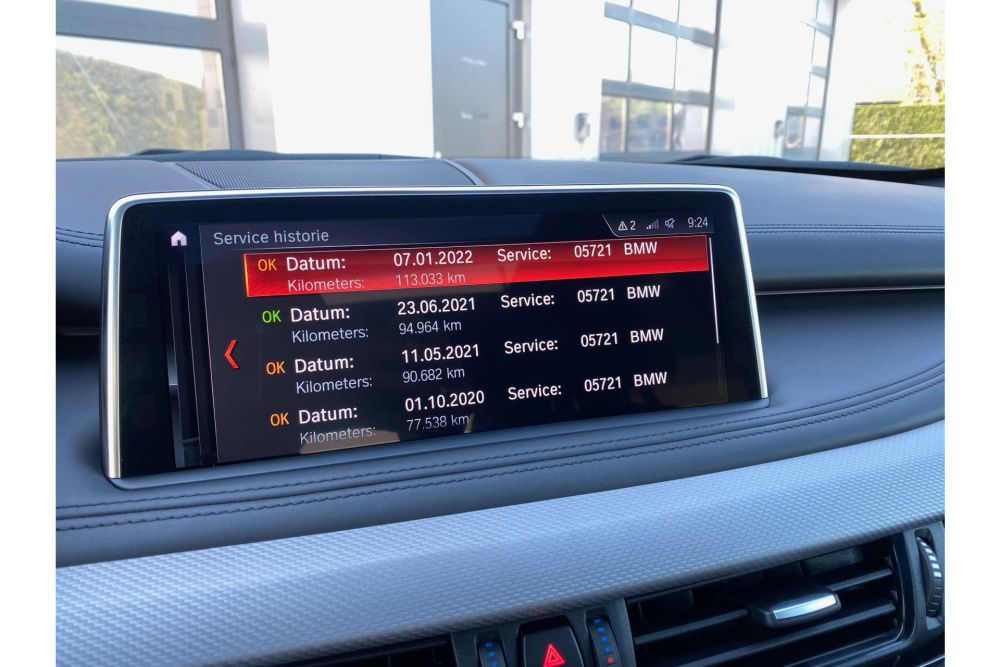 Service historie 2 9:24
OK Datum: 07.01.2022 Service: 05721 BMW
Kilometers: 113.033 km
OK Datum: 23.06.2021 Service: 05721 BMW
Kilometers: 94.964 km
OK Datum: 11.05.2021 Service: 05721 BMW
Kilometers: 90.682 km
OK Datum: 01.10.2020 Service: 05721 BMW
Kilometers: 77.538 km